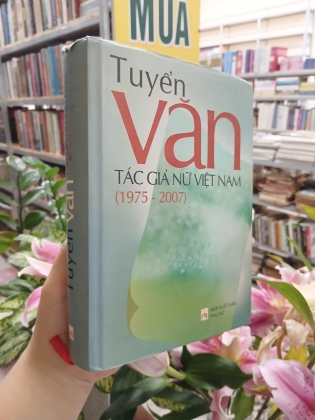 MUA
Tuyển
văn
TÁC GIẢ NỮ VIỆT NAM
(1975 - 2007)
Tuyển văn